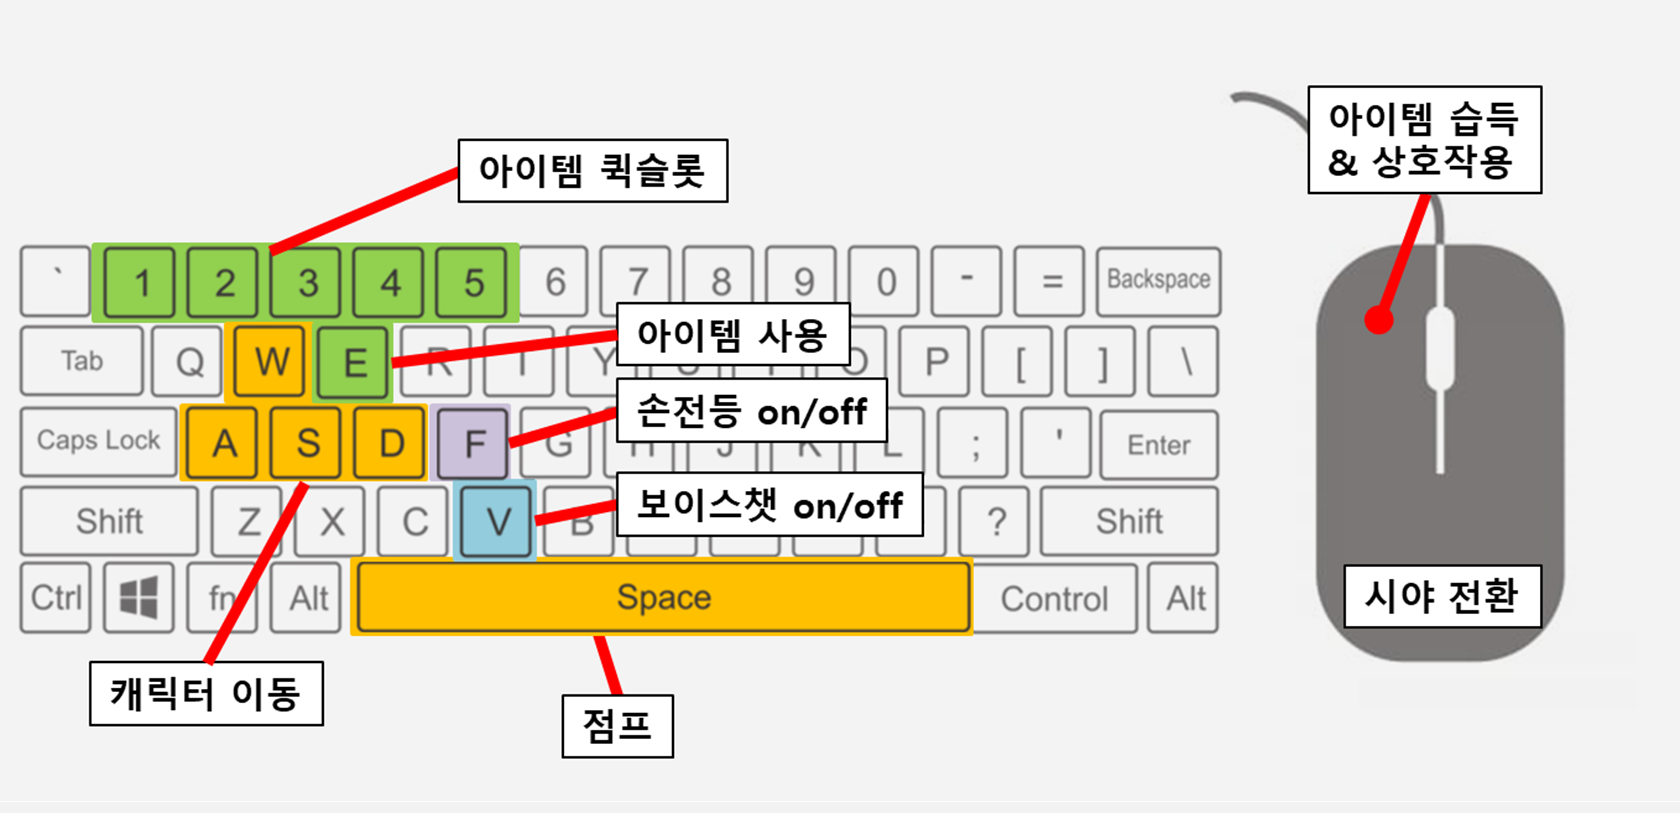 아이템 습득
& 상호작용
아이템 퀵슬롯
` 1 2 3 4 5 6 7 8 9 0 - = Backspace
Tab Q W E R P [ ] \
아이템 사용
손전등 on/off
Caps Lock A S D F G ; ' Enter
보이스챗 on/off
Shift Z X C V B ? Shift
Ctrl fn Alt Space Control Alt
시야 전환
캐릭터 이동
점프